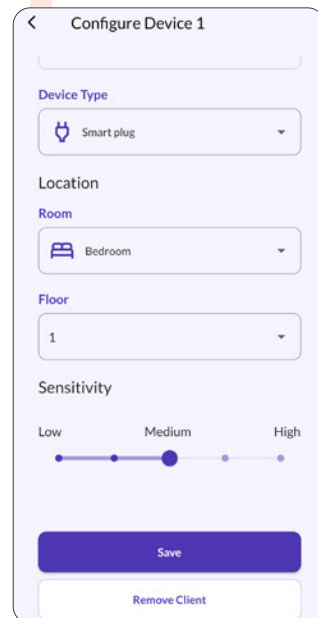 Configure Device 1
Device Type
Smart plug
Location
Room
Bedroom
Floor
1
Sensitivity
Low Medium High
Save
Remove Client